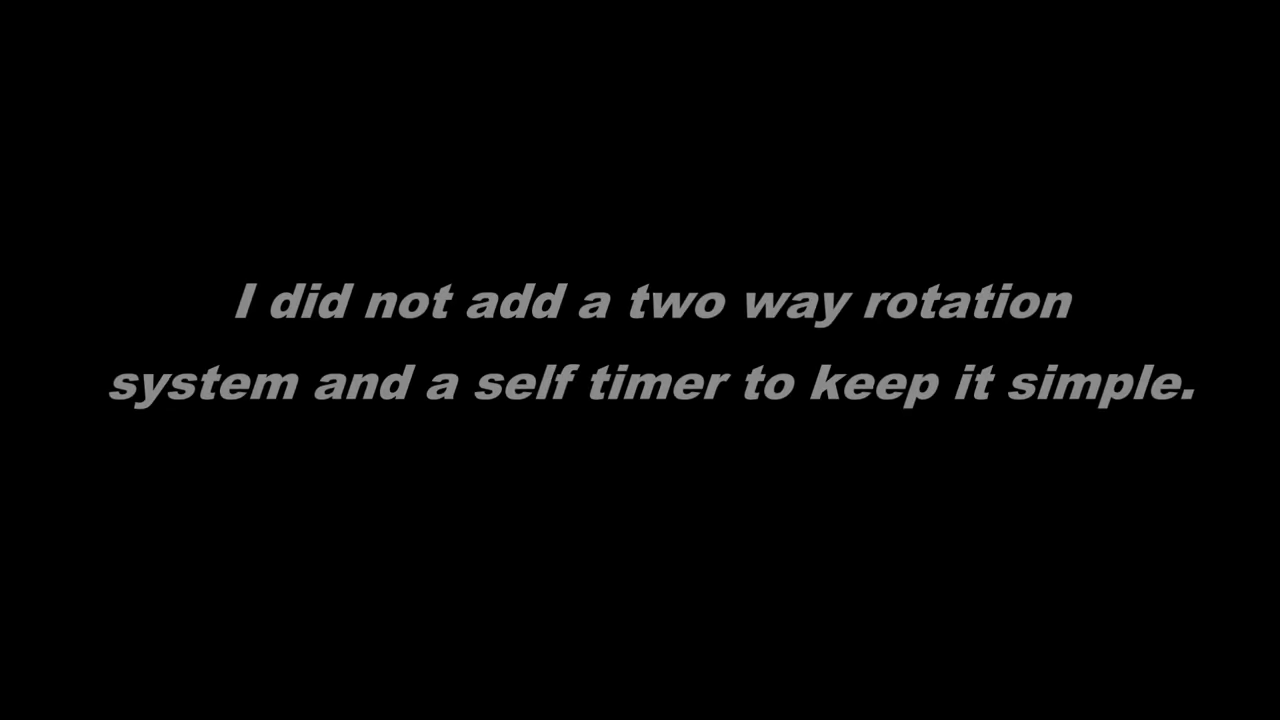 I did not add a two way rotation
system and a self timer to keep it simple.